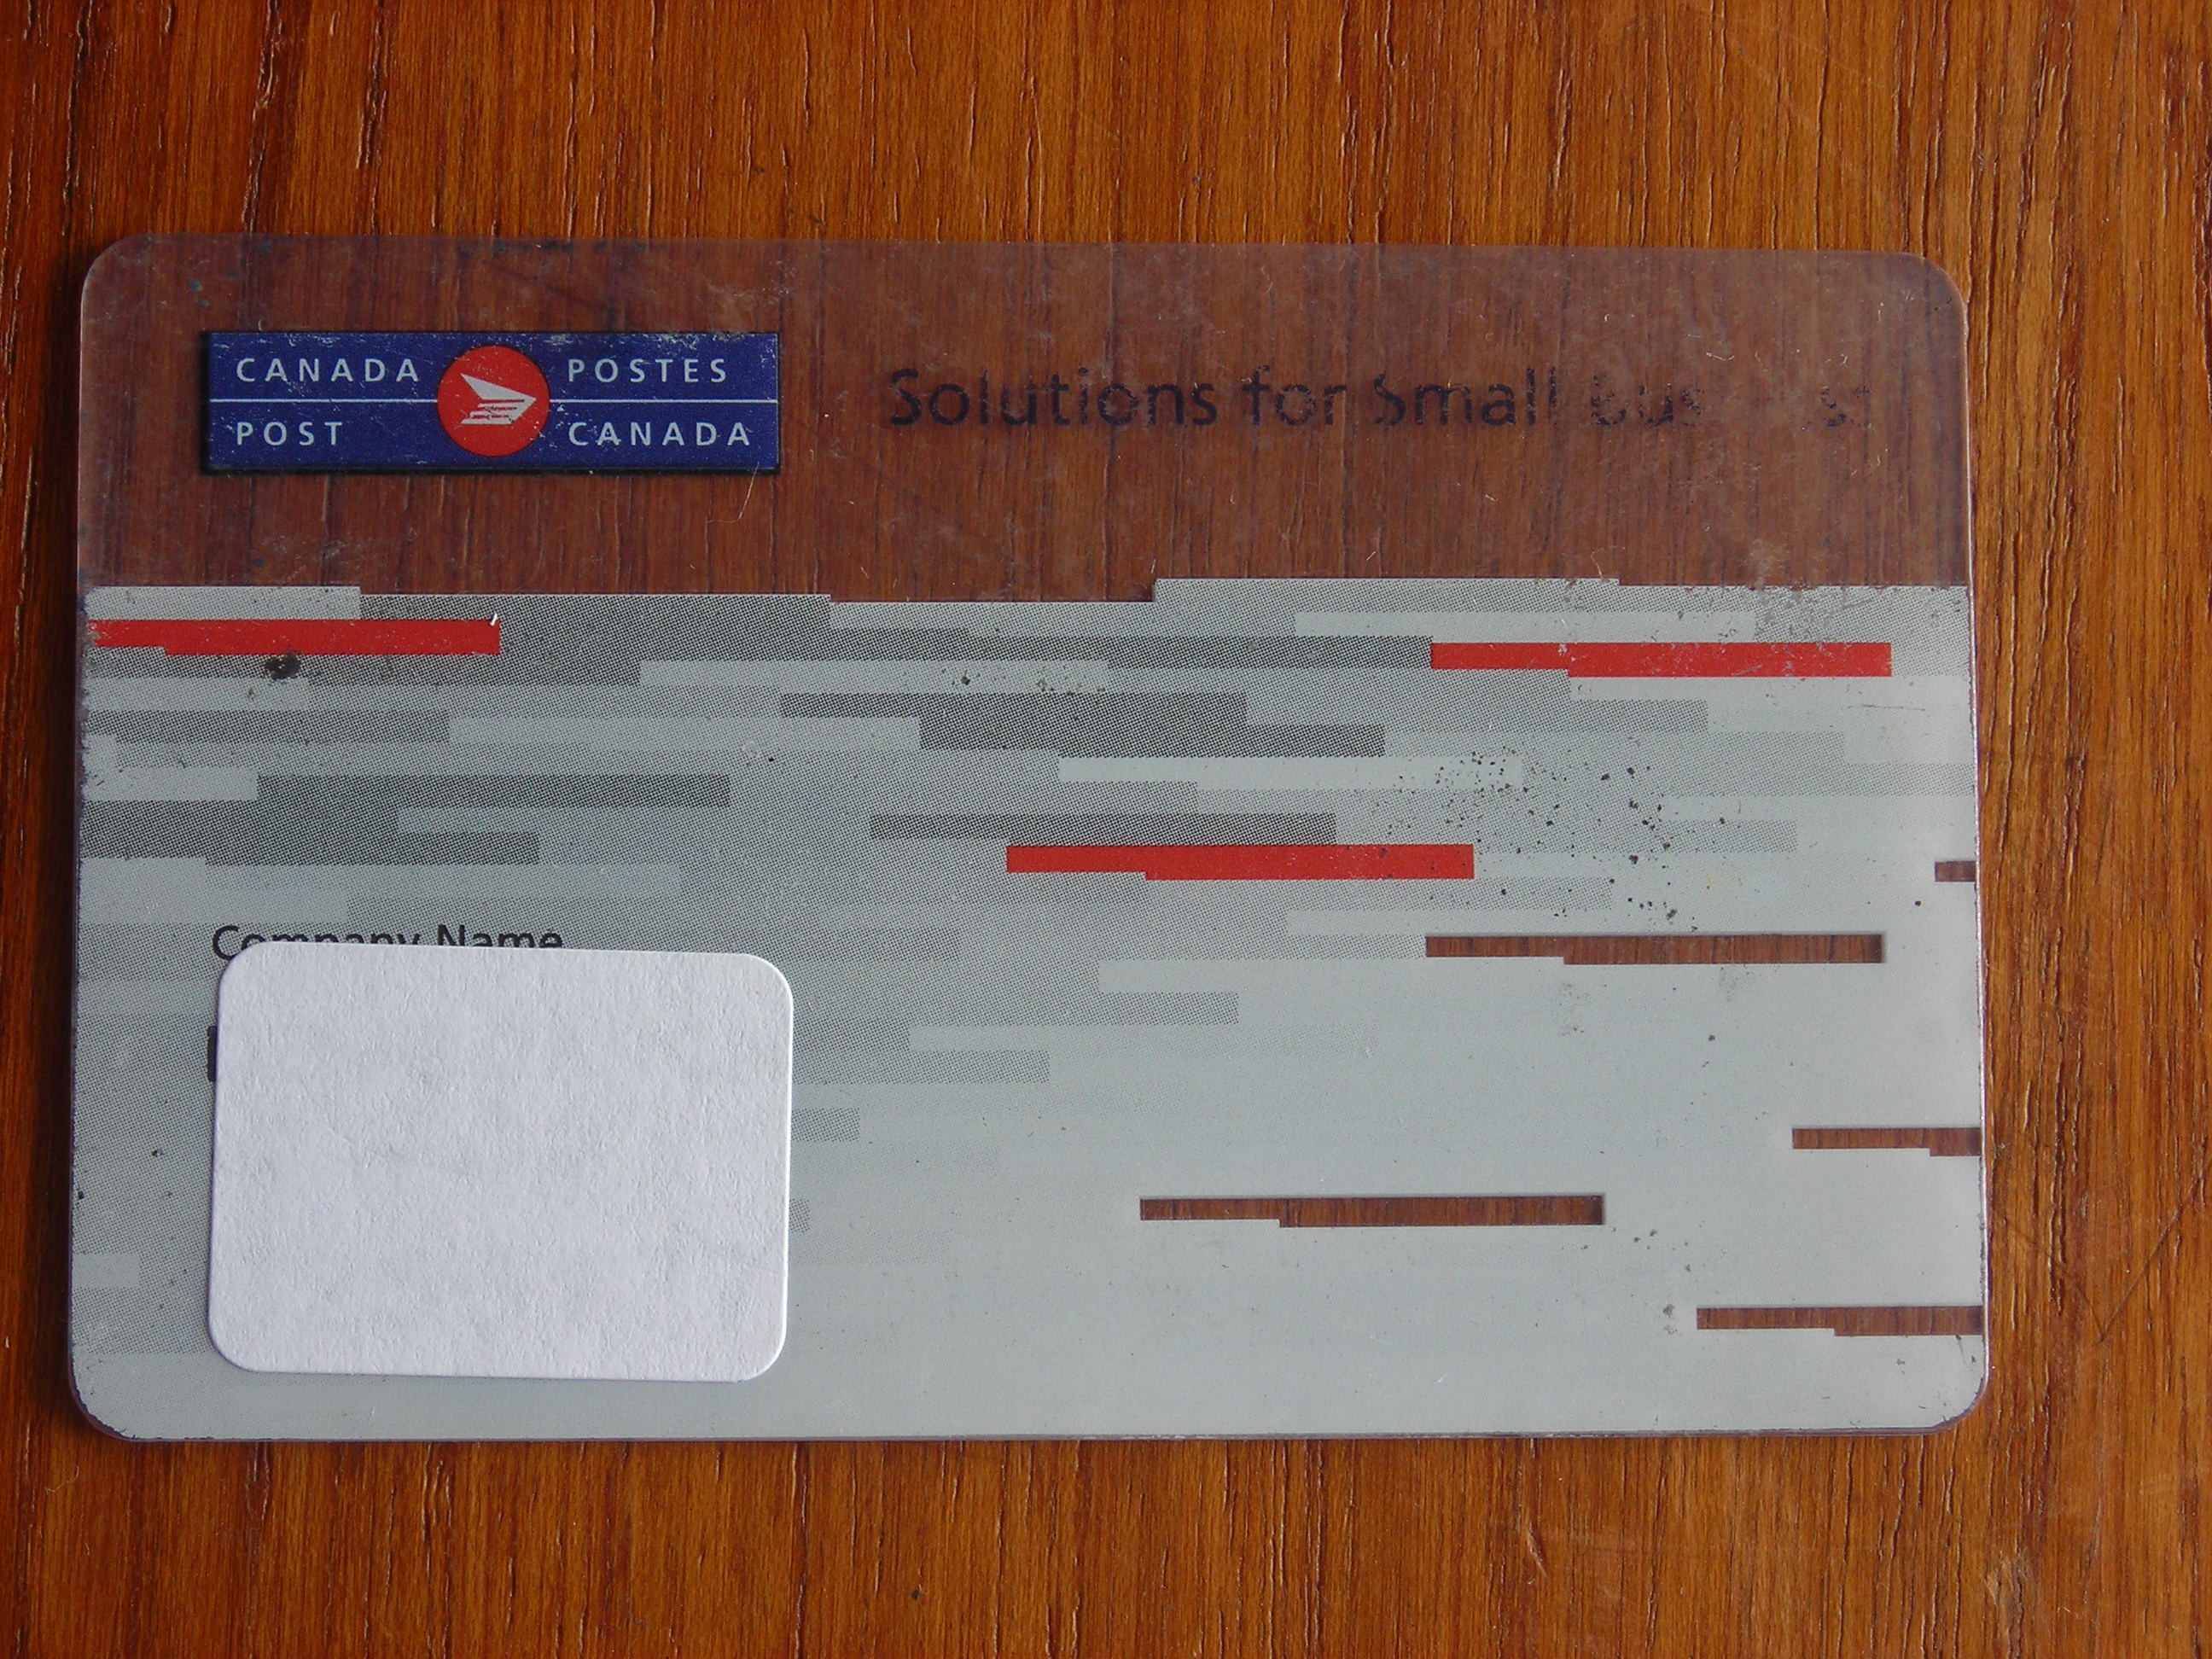 CANADA POSTES
POST CANADA
Solutions for Small
Company Name